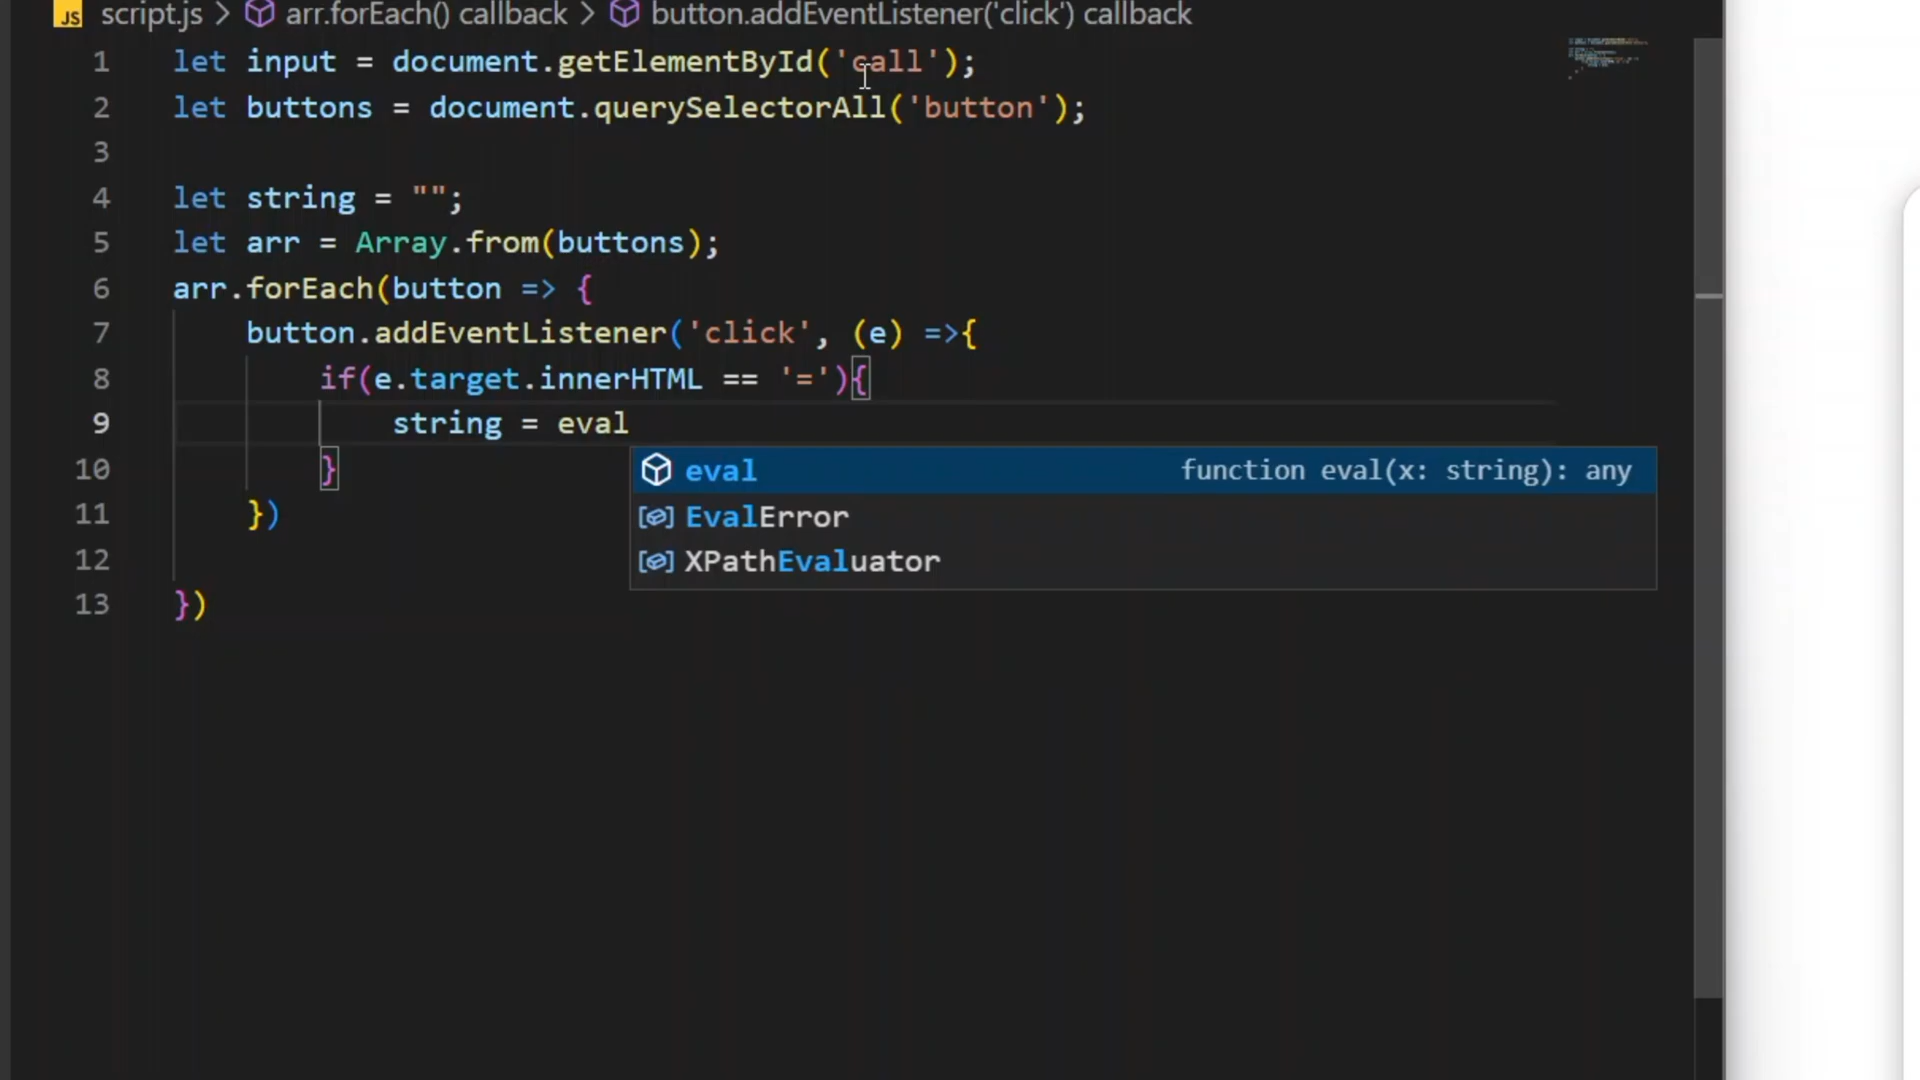 JS script.js > arr.forEach() callback > button.addEventListener('click') callback
1 let input = document.getElementById('call');
2 let buttons = document.querySelectorAll('button');
3
4 let string = "";
5 let arr = Array.from(buttons);
6 arr.forEach(button => {
7 button.addEventListener('click', (e) =>{
8 if(e.target.innerHTML == '='){
9 string = eval
10 }
eval function eval(x: string): any
11 })
EvalError
12
XPathEvaluator
13 })